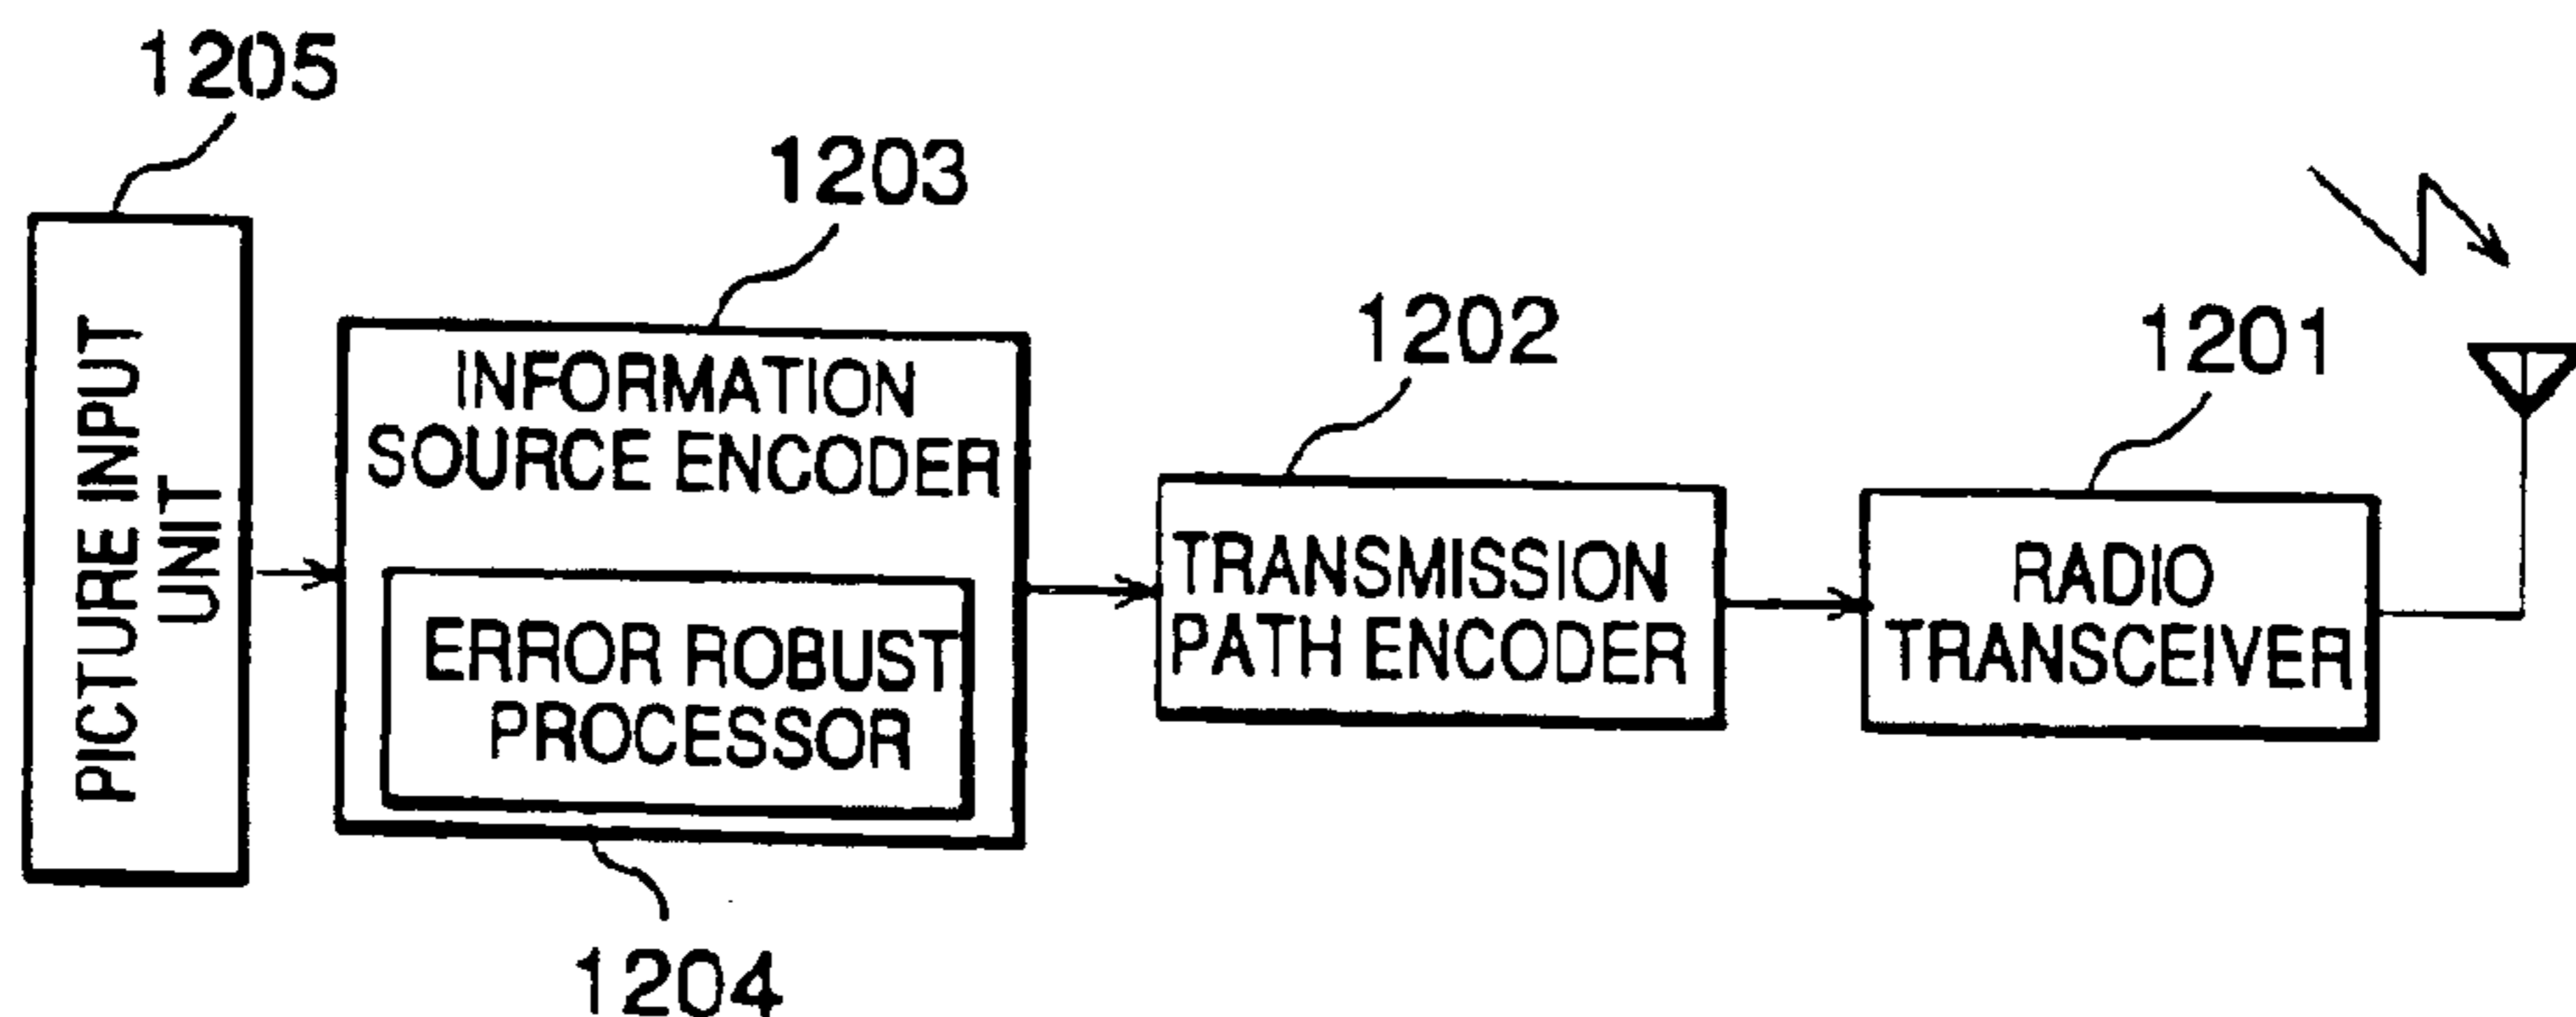 1205
PICTURE INPUT
UNIT
1203
INFORMATION
SOURCE ENCODER
ERROR ROBUST
PROCESSOR
1204
1202
TRANSMISSION
PATH ENCODER
1201
RADIO
TRANSCEIVER